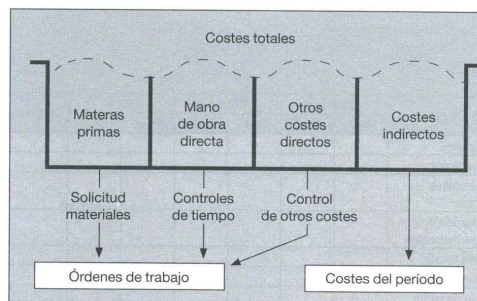 Costes totales
Materas
primas
Mano
de obra
directa
Otros
costes
directos
Costes
indirectos
Solicitud
materiales
Controles
de tiempo
Control
de otros costes
Órdenes de trabajo
Costes del período